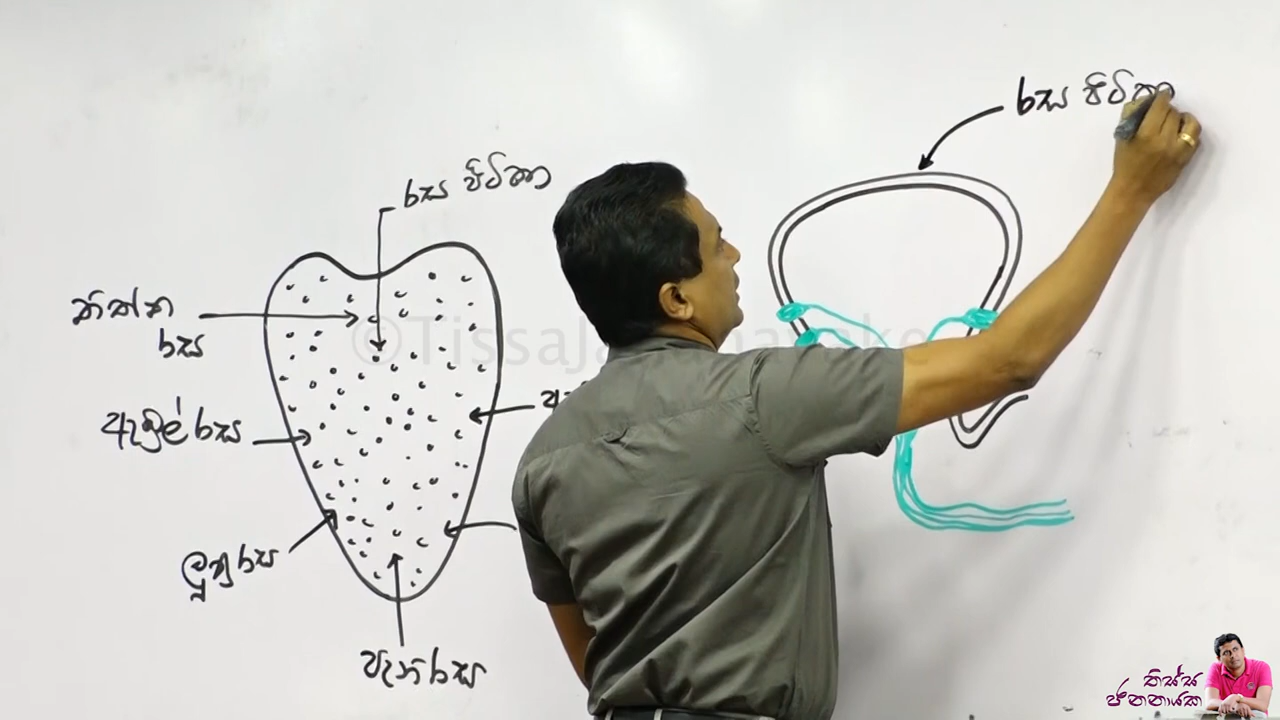 රස පිටිකා
රස පිටිකා
තිත්ත
රස
ඇඹුල් රස
ලුණු රස
පැණි රස
©TissaJananayake
තිස්ස
ජනනායක